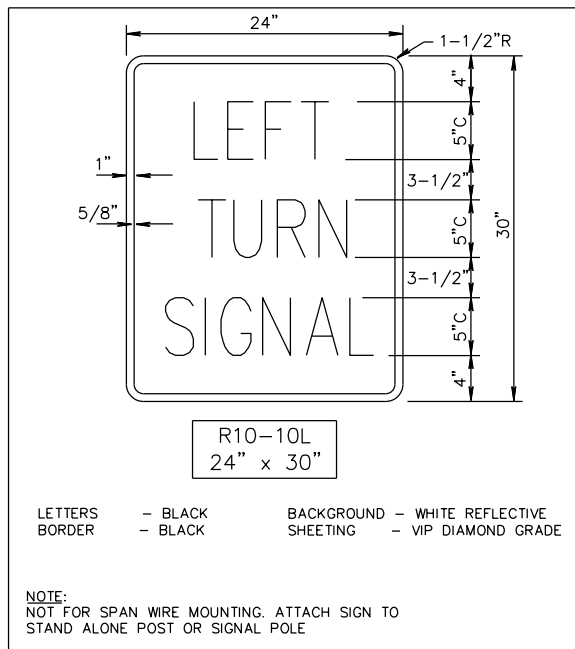 24”
1-1/2”R
4”
LEFT
5”C
1”
3-1/2”
5/8”
TURN
5”C
30”
3-1/2”
SIGNAL
5”C
4”
R10-10L
24” x 30”
LETTERS - BLACK BACKGROUND - WHITE REFLECTIVE
BORDER - BLACK SHEETING - VIP DIAMOND GRADE
NOTE:
NOT FOR SPAN WIRE MOUNTING. ATTACH SIGN TO
STAND ALONE POST OR SIGNAL POLE